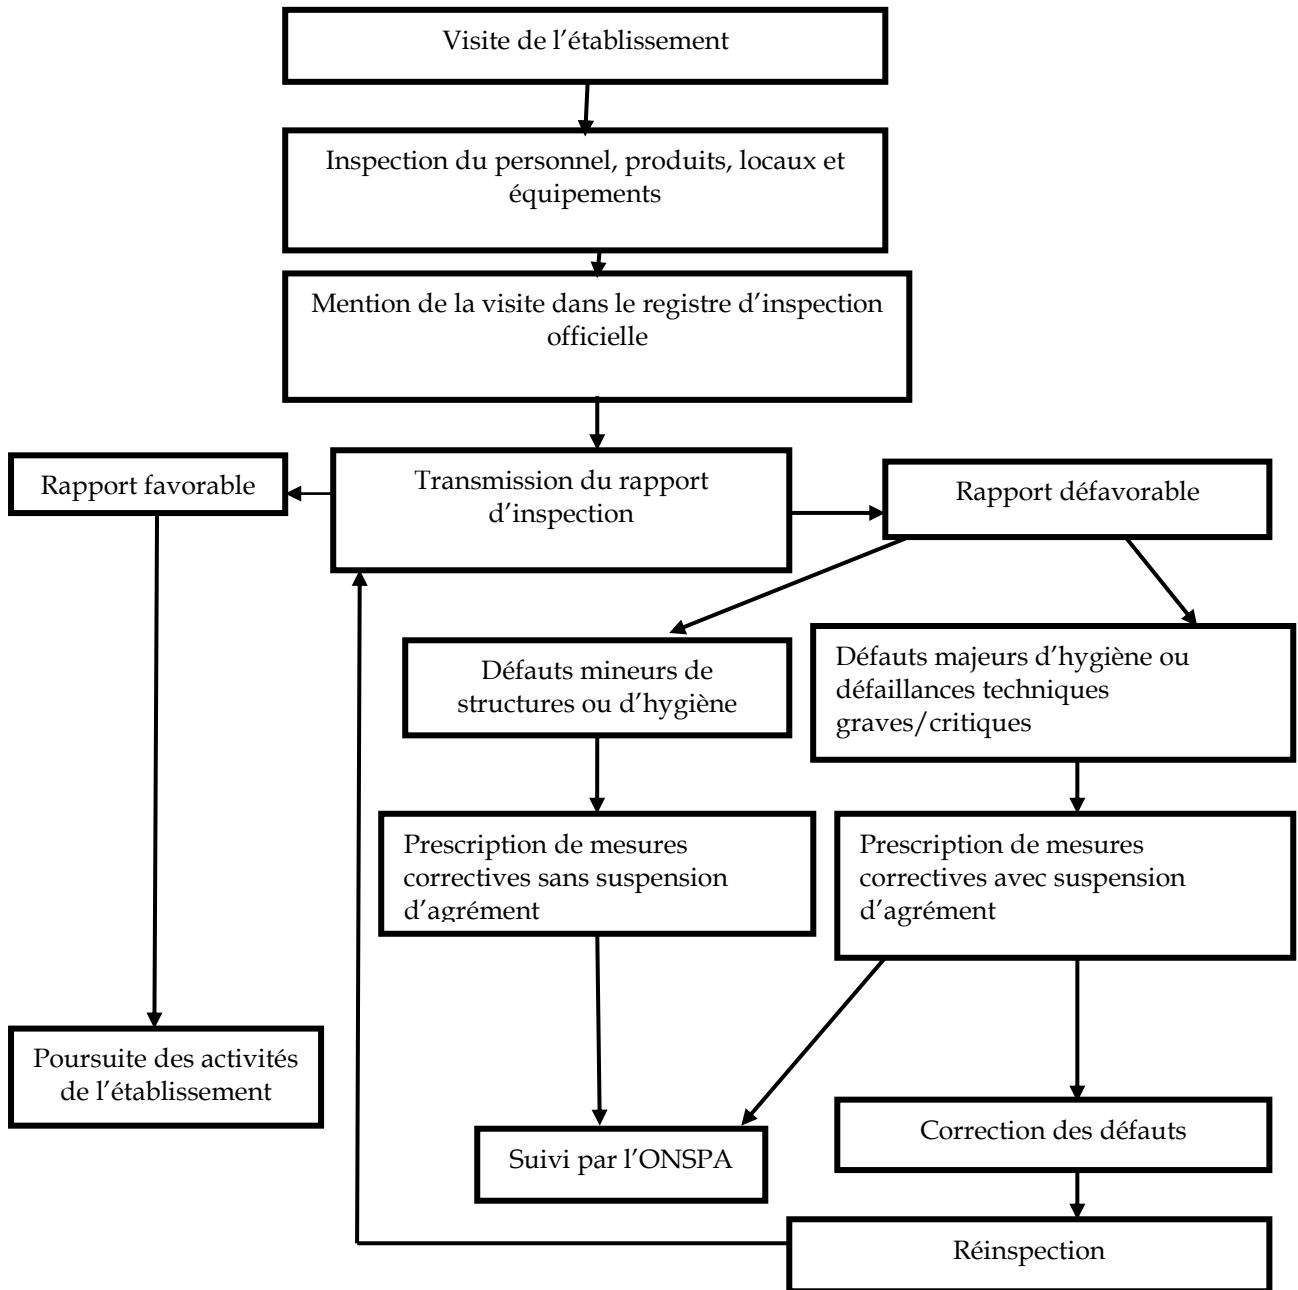 Visite de l’établissement
Inspection du personnel, produits, locaux et
équipements
Mention de la visite dans le registre d’inspection
officielle
Rapport favorable
Transmission du rapport
d’inspection
Rapport défavorable
Défauts mineurs de
structures ou d’hygiène
Défauts majeurs d’hygiène ou
défaillances techniques
graves/critiques
Prescription de mesures
correctives sans suspension
d’agrément
Prescription de mesures
correctives avec suspension
d’agrément
Poursuite des activités
de l’établissement
Suivi par l’ONSPA
Correction des défauts
Réinspection